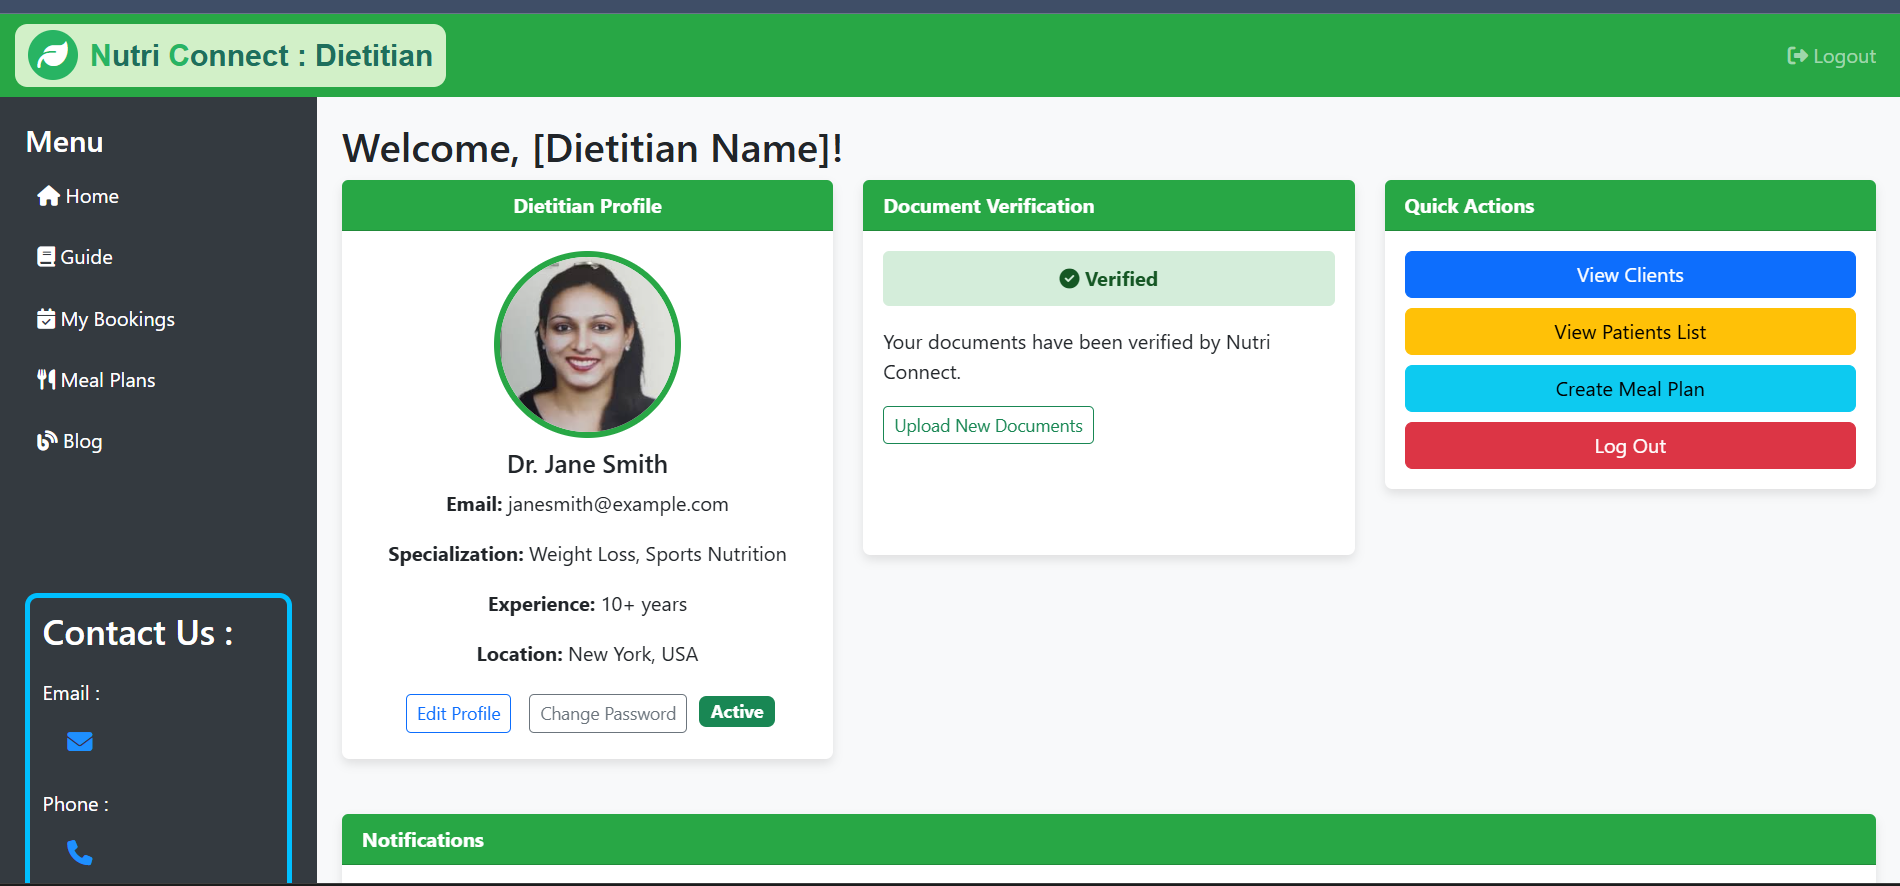 Nutri Connect : Dietitian
Logout
Menu
Home
Guide
My Bookings
Meal Plans
Blog
Contact Us :
Email :
Phone :
Welcome, [Dietitian Name]!
Dietitian Profile
Dr. Jane Smith
Email: janesmith@example.com
Specialization: Weight Loss, Sports Nutrition
Experience: 10+ years
Location: New York, USA
Edit Profile
Change Password
Active
Document Verification
Verified
Your documents have been verified by Nutri
Connect.
Upload New Documents
Quick Actions
View Clients
View Patients List
Create Meal Plan
Log Out
Notifications